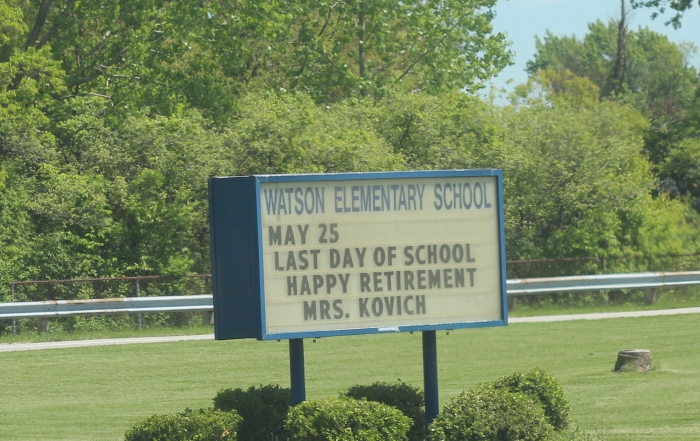 WATSON ELEMENTARY SCHOOL
MAY 25
LAST DAY OF SCHOOL
HAPPY RETIREMENT
MRS. KOVICH